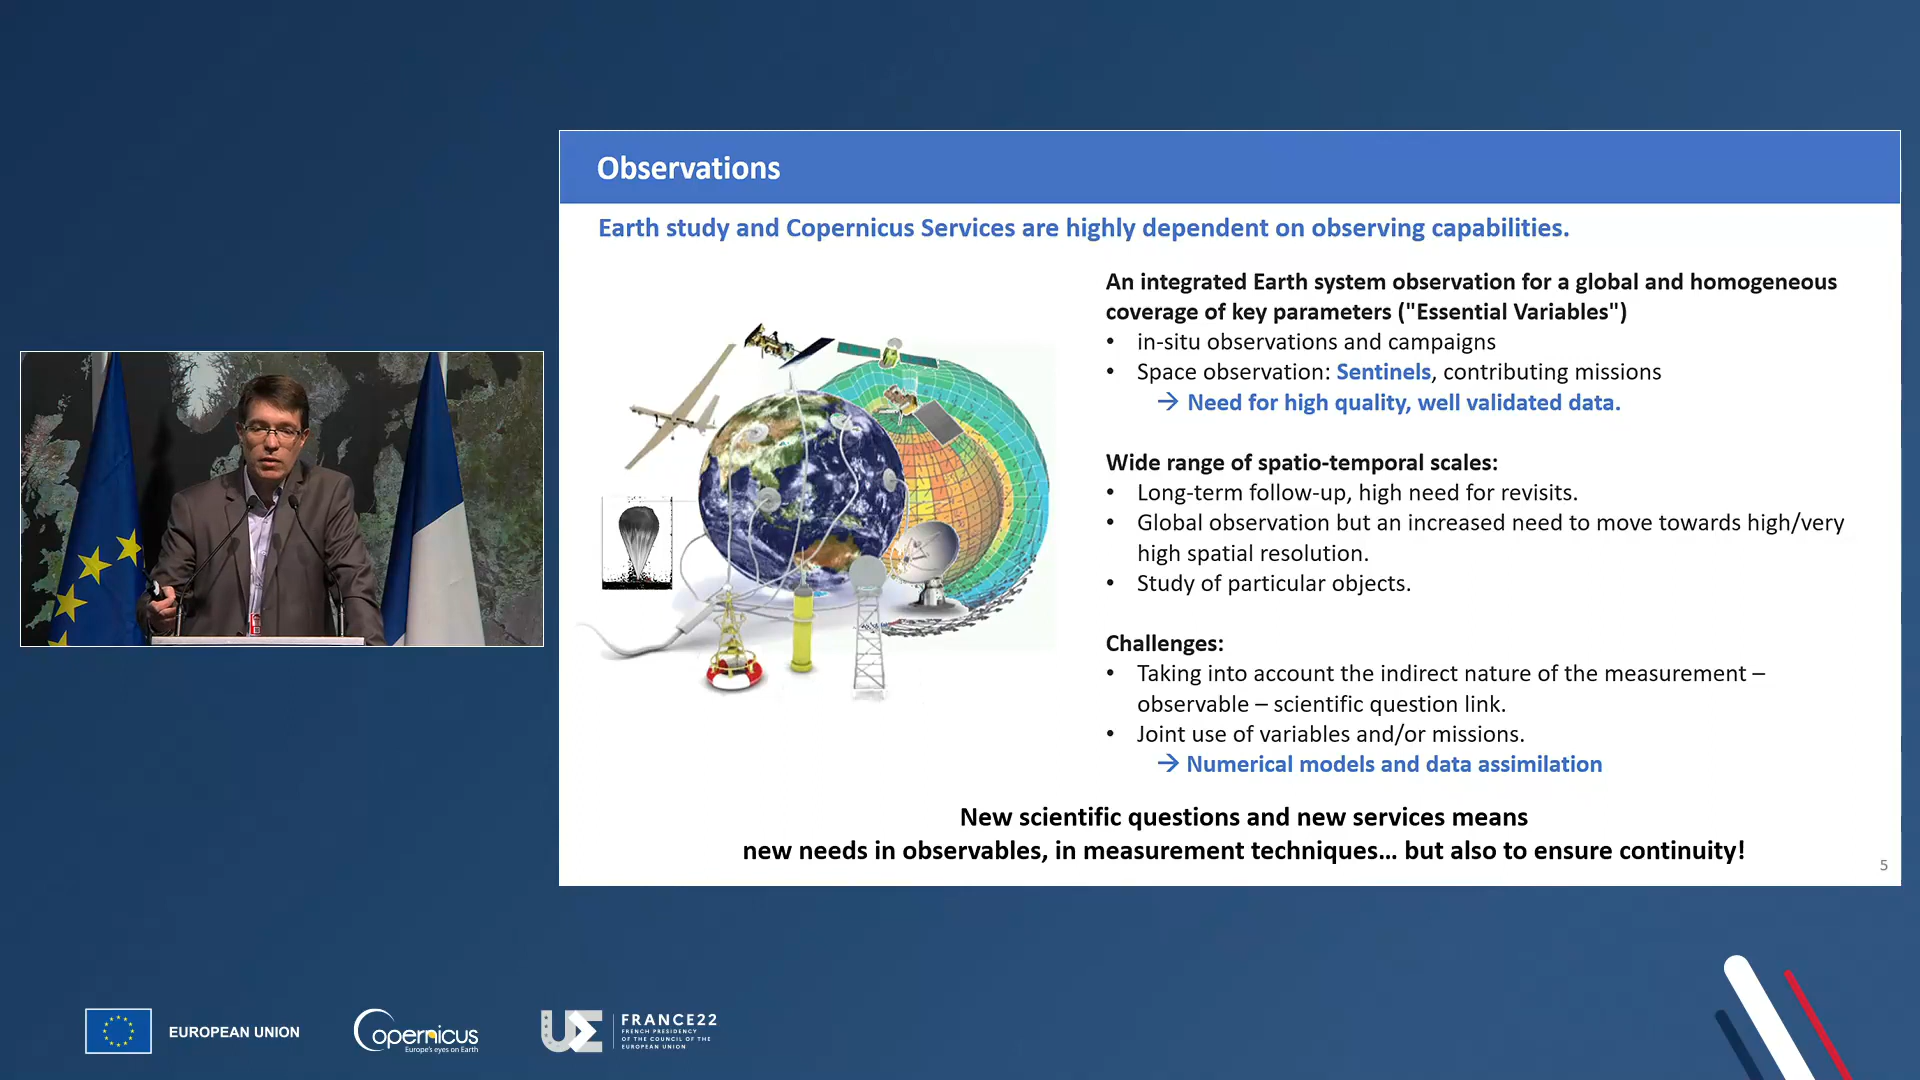 Observations
Earth study and Copernicus Services are highly dependent on observing capabilities.
An integrated Earth system observation for a global and homogeneous
coverage of key parameters ("Essential Variables")
• in-situ observations and campaigns
• Space observation: Sentinels, contributing missions
→ Need for high quality, well validated data.
Wide range of spatio-temporal scales:
• Long-term follow-up, high need for revisits.
• Global observation but an increased need to move towards high/very
high spatial resolution.
• Study of particular objects.
Challenges:
• Taking into account the indirect nature of the measurement –
observable – scientific question link.
• Joint use of variables and/or missions.
→ Numerical models and data assimilation
New scientific questions and new services means
new needs in observables, in measurement techniques... but also to ensure continuity!
5
EUROPEAN UNION
Copernicus
Europe's eyes on Earth
UE
FRANCE22
FRENCH PRESIDENCY
OF THE COUNCIL OF THE
EUROPEAN UNION